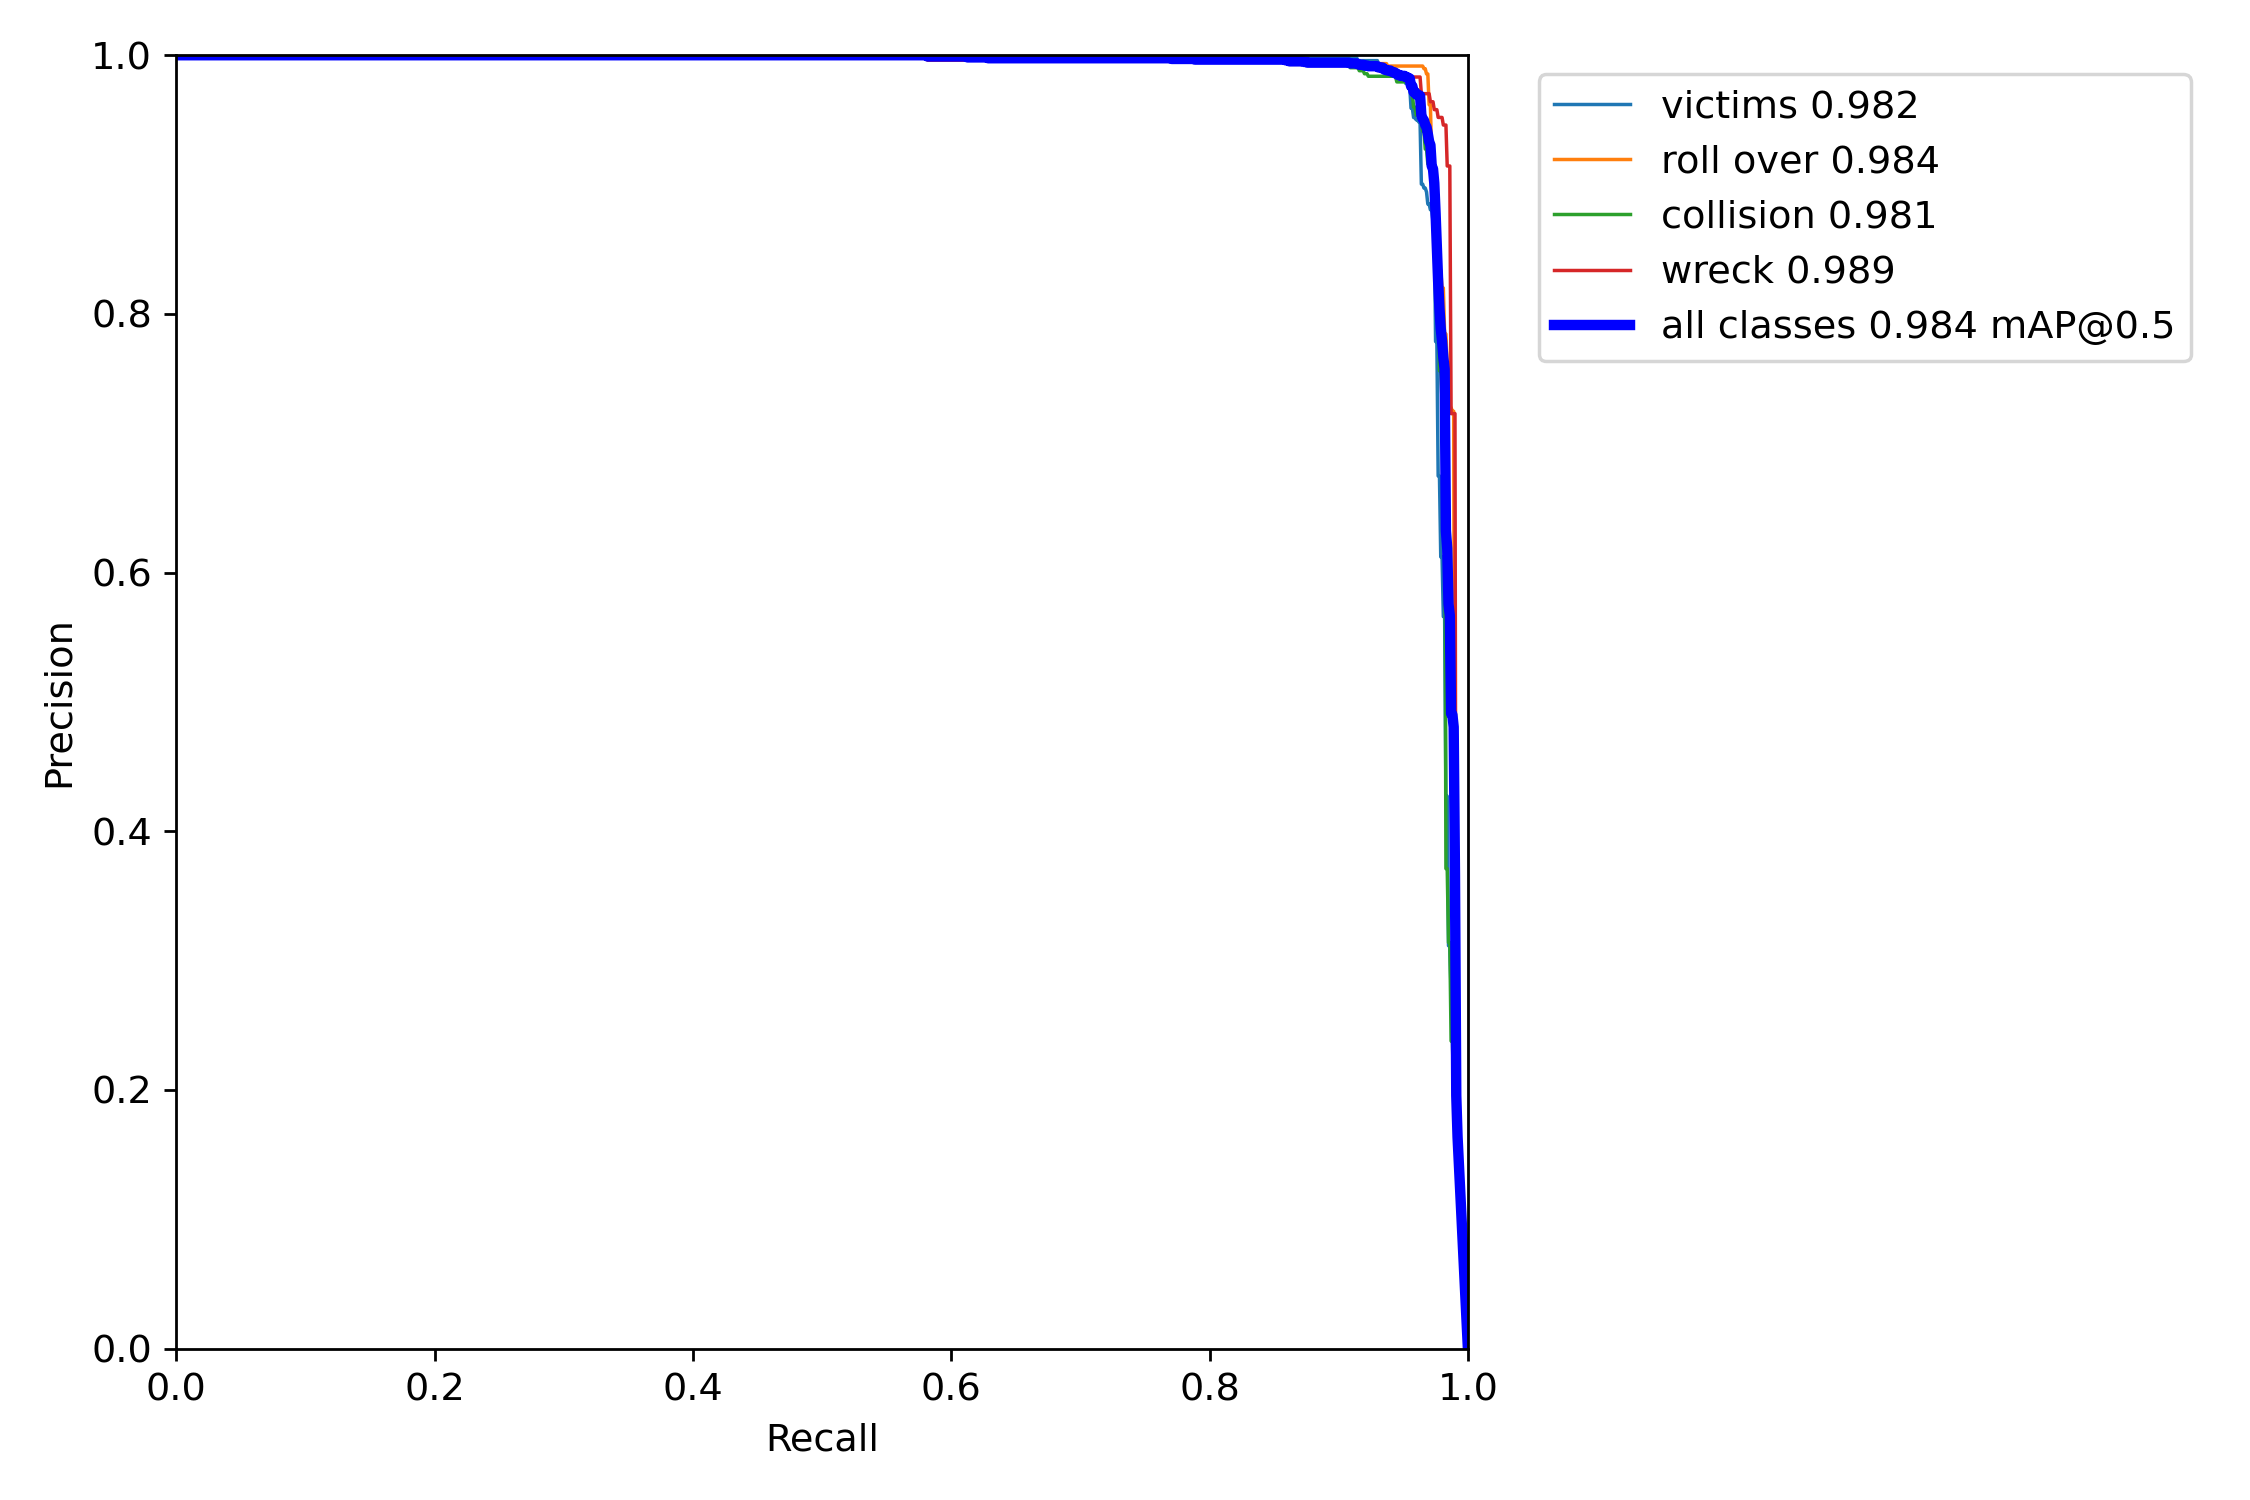 1.0
0.8
0.6
0.4
0.2
0.0
Precision
0.0 0.2 0.4 0.6 0.8 1.0
Recall
victims 0.982
roll over 0.984
collision 0.981
wreck 0.989
all classes 0.984 mAP@0.5